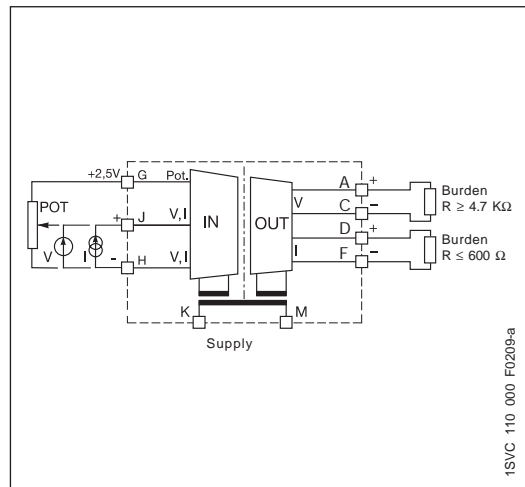 +2,5V G Pot.
POT
+ J V,I
V I
- H V,I
IN
OUT
V
I
A +
C -
D +
F -
Burden
R ≥ 4.7 KΩ
Burden
R ≤ 600 Ω
K M
Supply
1SVC 110 000 F0209-a